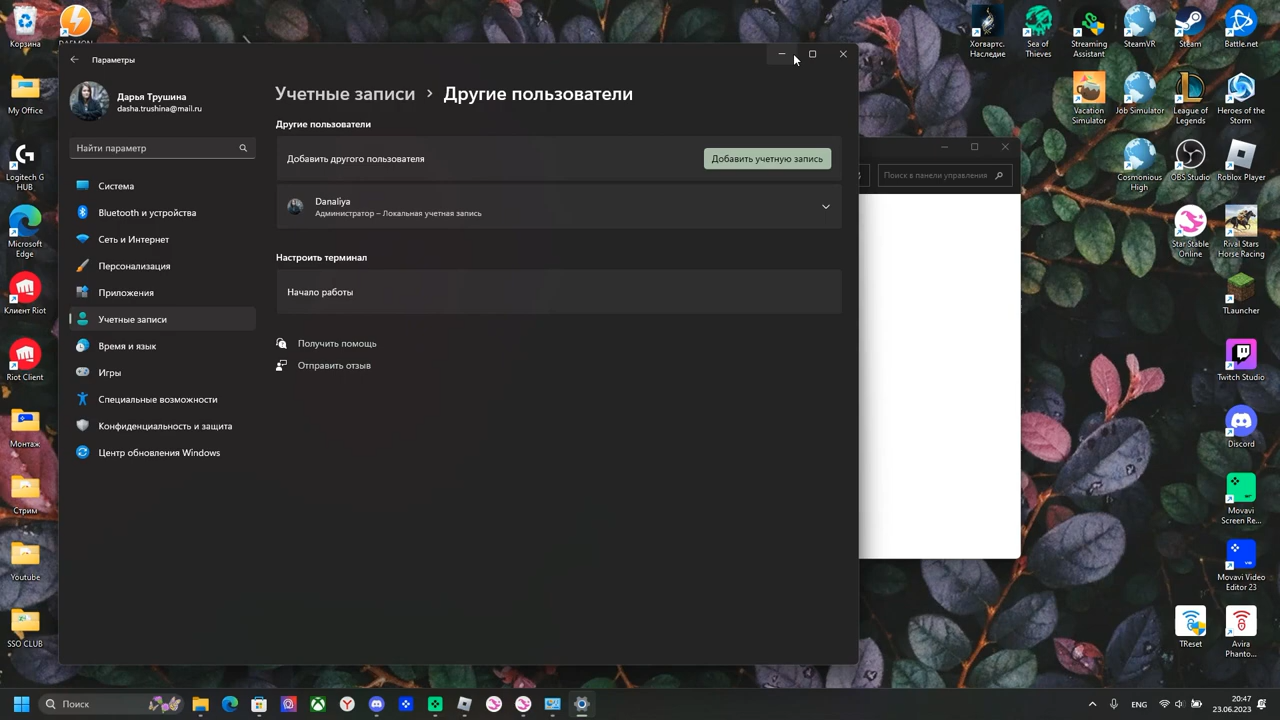 Корзина
DAEMON
My Office
Logitech G
HUB
Microsoft
Edge
Клиент Riot
Riot Client
Монтаж
Стрим
Youtube
SSO CLUB
Параметры
Дарья Трушина
dasha.trushina@mail.ru
Найти параметр
Система
Bluetooth и устройства
Сеть и Интернет
Персонализация
Приложения
Учетные записи
Время и язык
Игры
Специальные возможности
Конфиденциальность и защита
Центр обновления Windows
Учетные записи › Другие пользователи
Другие пользователи
Добавить другого пользователя
Добавить учетную запись
Danaliya
Администратор – Локальная учетная запись
Настроить терминал
Начало работы
Получить помощь
Отправить отзыв
Поиск в панели управления
Хогвартс.
Наследие
Sea of
Thieves
Streaming
Assistant
SteamVR
Steam
Battle.net
Vacation
Simulator
Job Simulator
League of
Legends
Heroes of the
Storm
Cosmonious
High
OBS Studio
Roblox Player
Star Stable
Online
Rival Stars
Horse Racing
TLauncher
Twitch Studio
Discord
Movavi
Screen Re...
Movavi Video
Editor 23
TReset
Avira
Phanto...
Поиск
ENG
20:47
23.06.2023